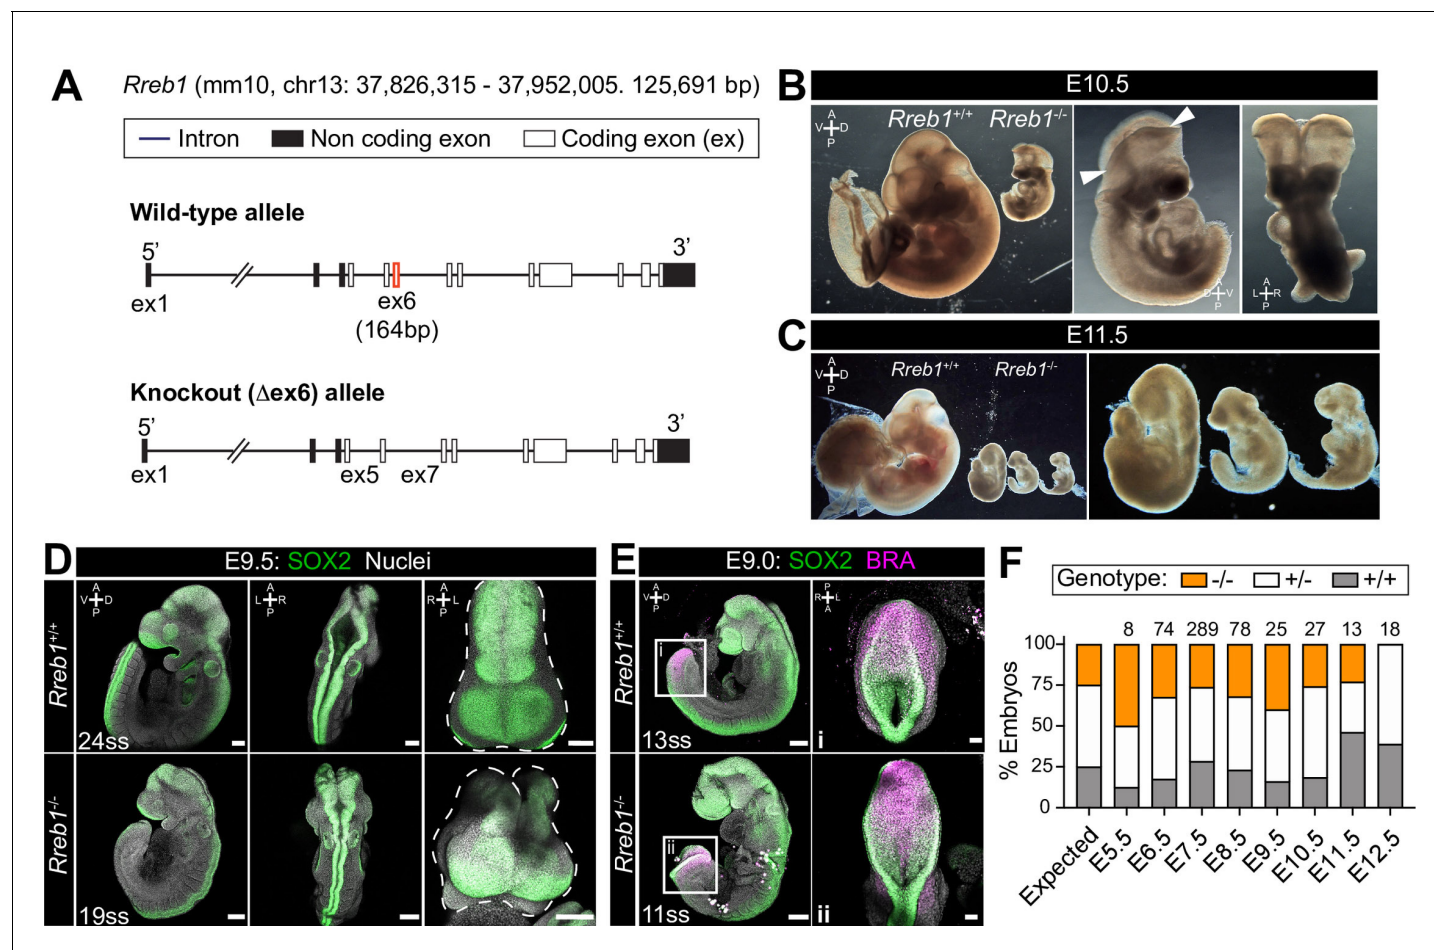 A
Rreb1 (mm10, chr13: 37,826,315 - 37,952,005. 125,691 bp)
Intron Non coding exon Coding exon (ex)
Wild-type allele
5’ 3’
ex1 ex6
(164bp)
Knockout (Δex6) allele
5’ 3’
ex1 ex5 ex7
B
E10.5
A
V D
P
Rreb1+/+ Rreb1-/-
A
D V
P
A
L R
P
C
E11.5
A
V D
P
Rreb1+/+ Rreb1-/-
D
E9.5: SOX2 Nuclei
Rreb1+/+
A
V D
P
A
L R
P
A
R L
P
24ss
Rreb1-/-
19ss
E
E9.0: SOX2 BRA
Rreb1+/+
A
V D
P
P
R L
A
i
13ss
i
Rreb1-/-
ii
11ss
ii
F
Genotype: -/- +/- +/+
8 74 289 78 25 27 13 18
% Embryos
100
75
50
25
0
Expected E5.5 E6.5 E7.5 E8.5 E9.5 E10.5 E11.5 E12.5